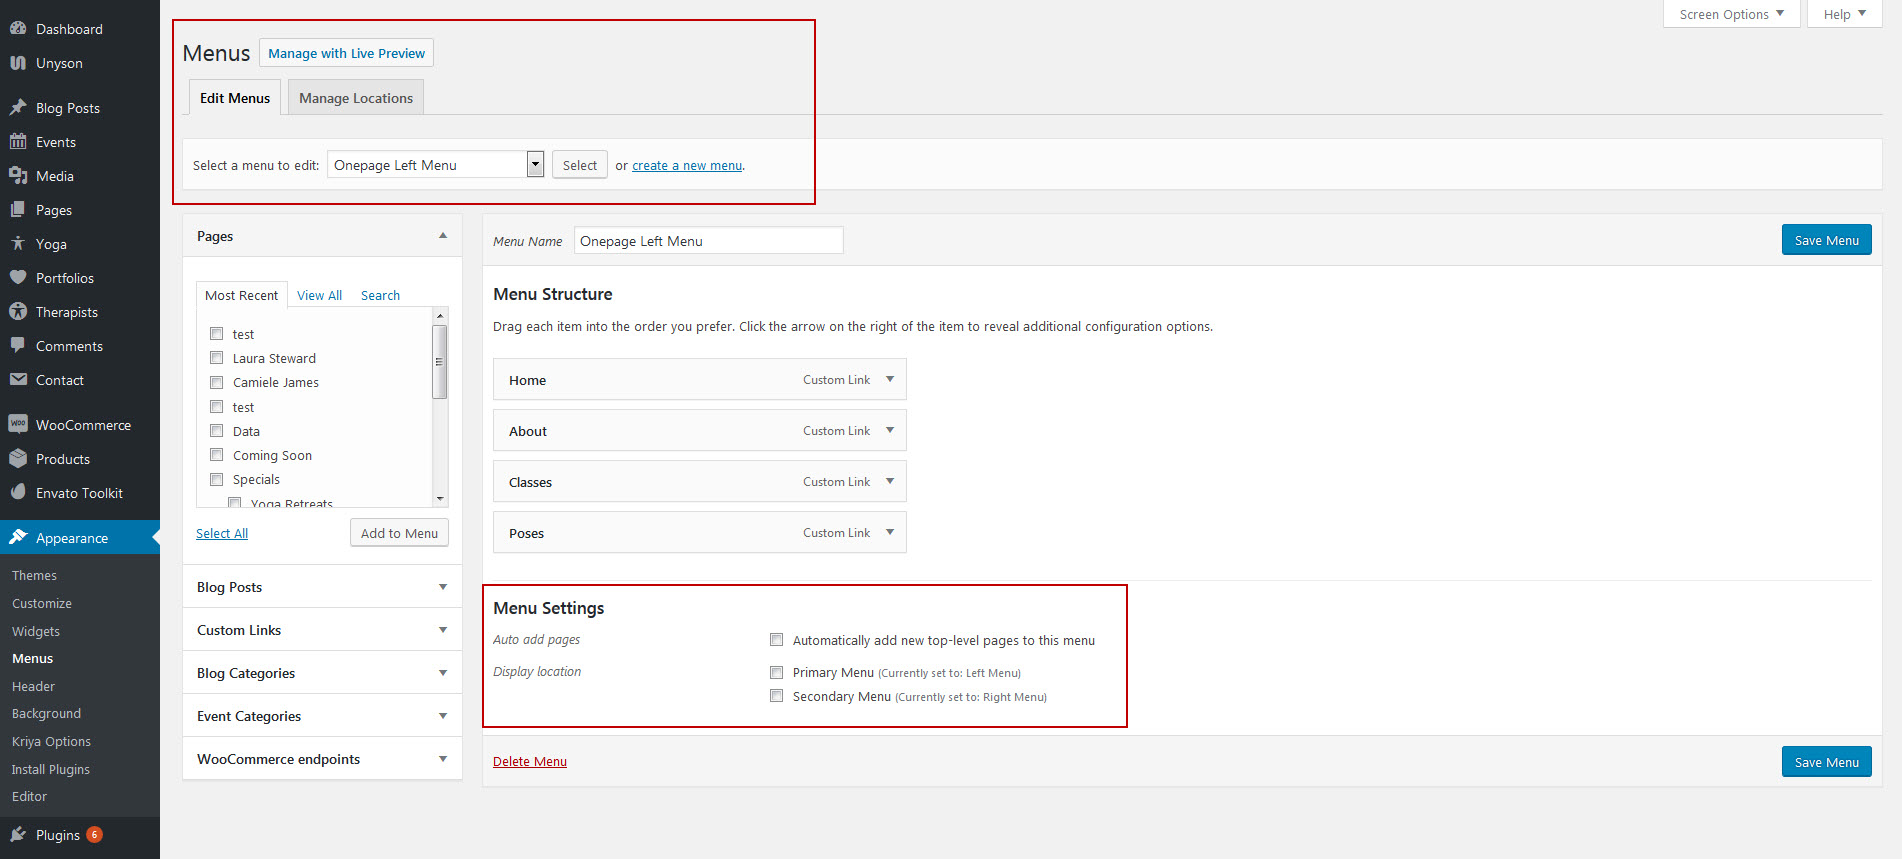 Dashboard
Unyson
Blog Posts
Events
Media
Pages
Yoga
Portfolios
Therapists
Comments
Contact
WOO WooCommerce
Products
Envato Toolkit
Appearance
Themes
Customize
Widgets
Menus
Header
Background
Kriya Options
Install Plugins
Editor
Plugins 6
Screen Options
Help
Menus Manage with Live Preview
Edit Menus Manage Locations
Select a menu to edit: Onepage Left Menu Select or create a new menu.
Pages
Most Recent View All Search
test
Laura Steward
Camiele James
test
Data
Coming Soon
Specials
Yoga Retreats
Select All Add to Menu
Blog Posts
Custom Links
Blog Categories
Event Categories
WooCommerce endpoints
Menu Name Onepage Left Menu Save Menu
Menu Structure
Drag each item into the order you prefer. Click the arrow on the right of the item to reveal additional configuration options.
Home Custom Link
About Custom Link
Classes Custom Link
Poses Custom Link
Menu Settings
Auto add pages Automatically add new top-level pages to this menu
Display location Primary Menu (Currently set to: Left Menu)
Secondary Menu (Currently set to: Right Menu)
Delete Menu Save Menu